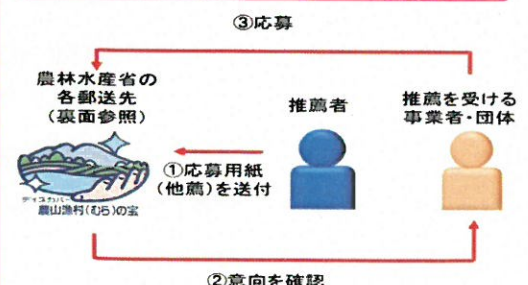 ③応募
農林水産省の
各郵送先
(裏面参照)
推薦者
推薦を受ける
事業者・団体
①応募用紙
(他薦)を送付
ディスカバー
農山漁村(むら)の宝
②意向を確認